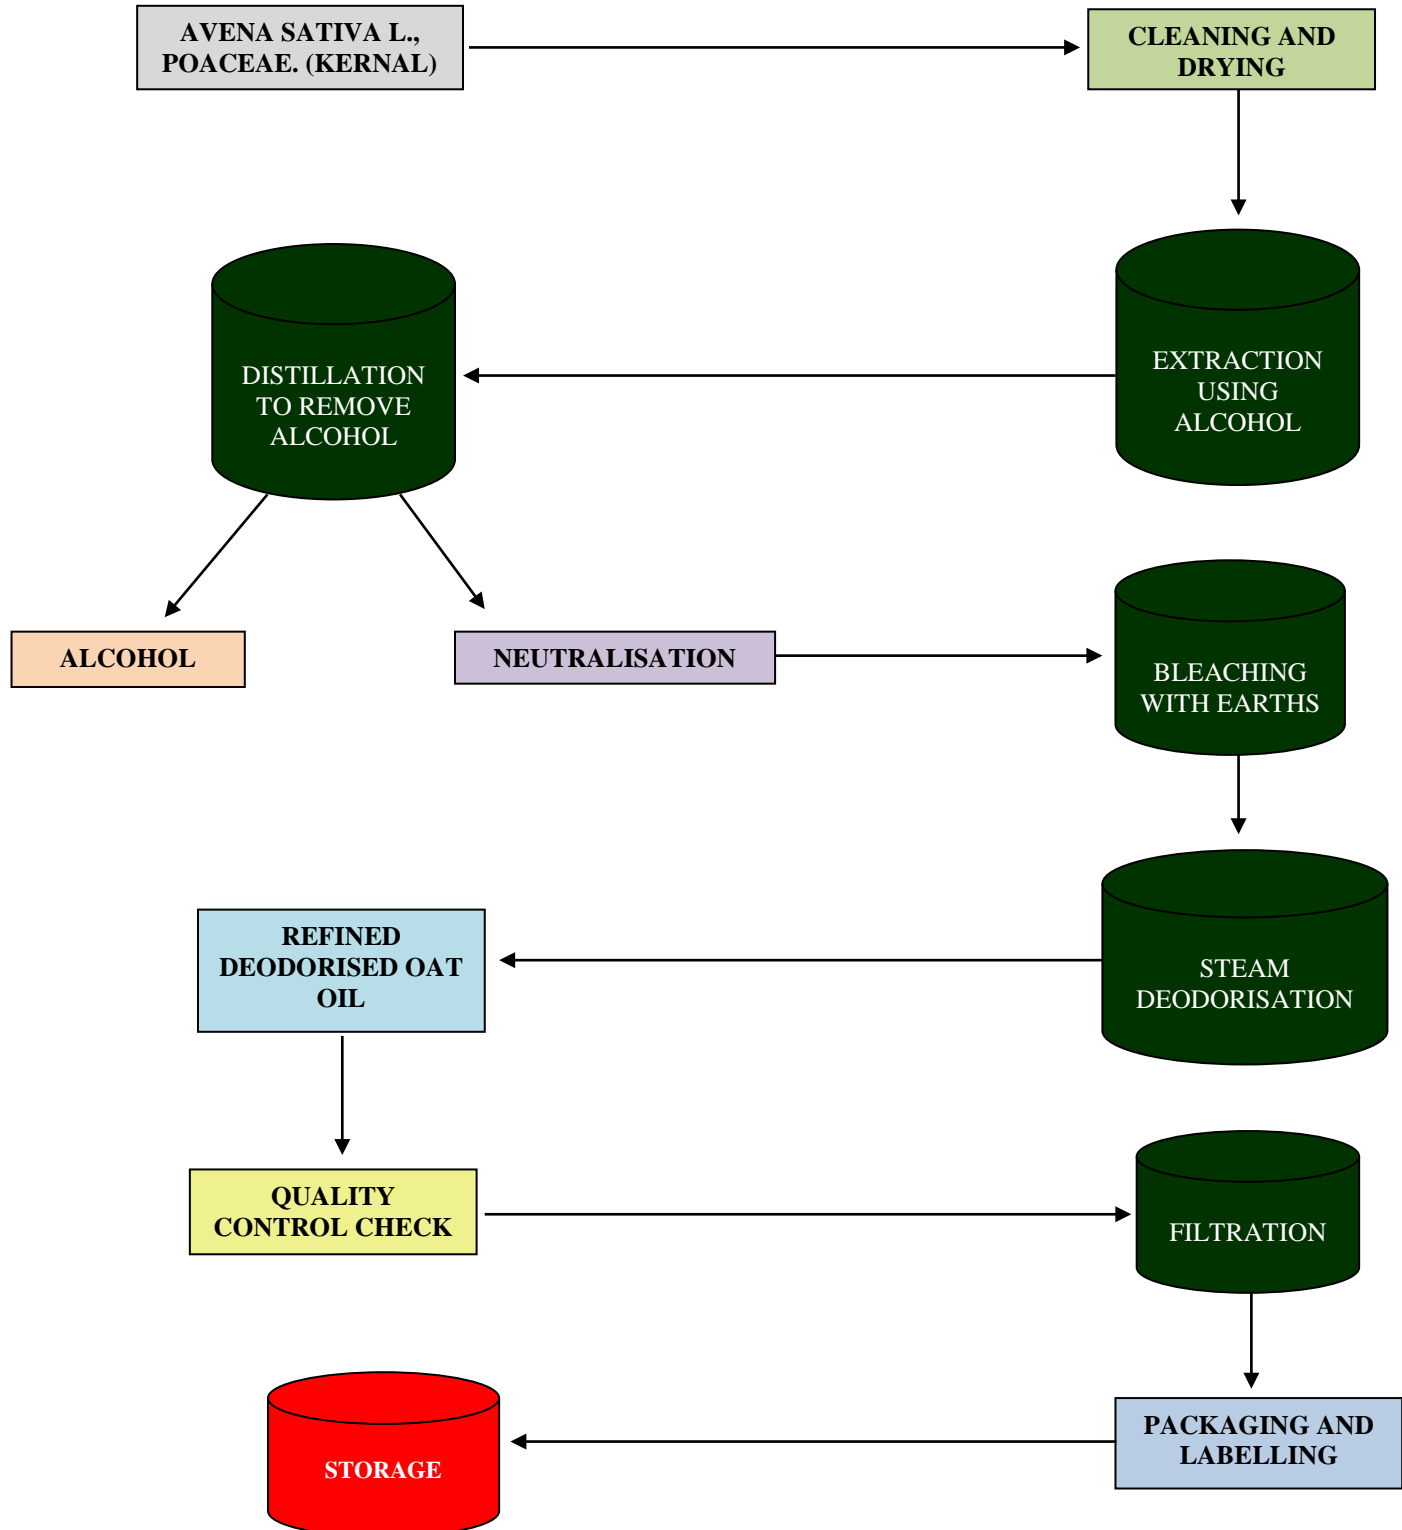 AVENA SATIVA L.,
POACEAE. (KERNAL)
CLEANING AND
DRYING
EXTRACTION
USING
ALCOHOL
DISTILLATION
TO REMOVE
ALCOHOL
ALCOHOL
NEUTRALISATION
BLEACHING
WITH EARTHS
STEAM
DEODORISATION
REFINED
DEODORISED OAT
OIL
QUALITY
CONTROL CHECK
FILTRATION
PACKAGING AND
LABELLING
STORAGE